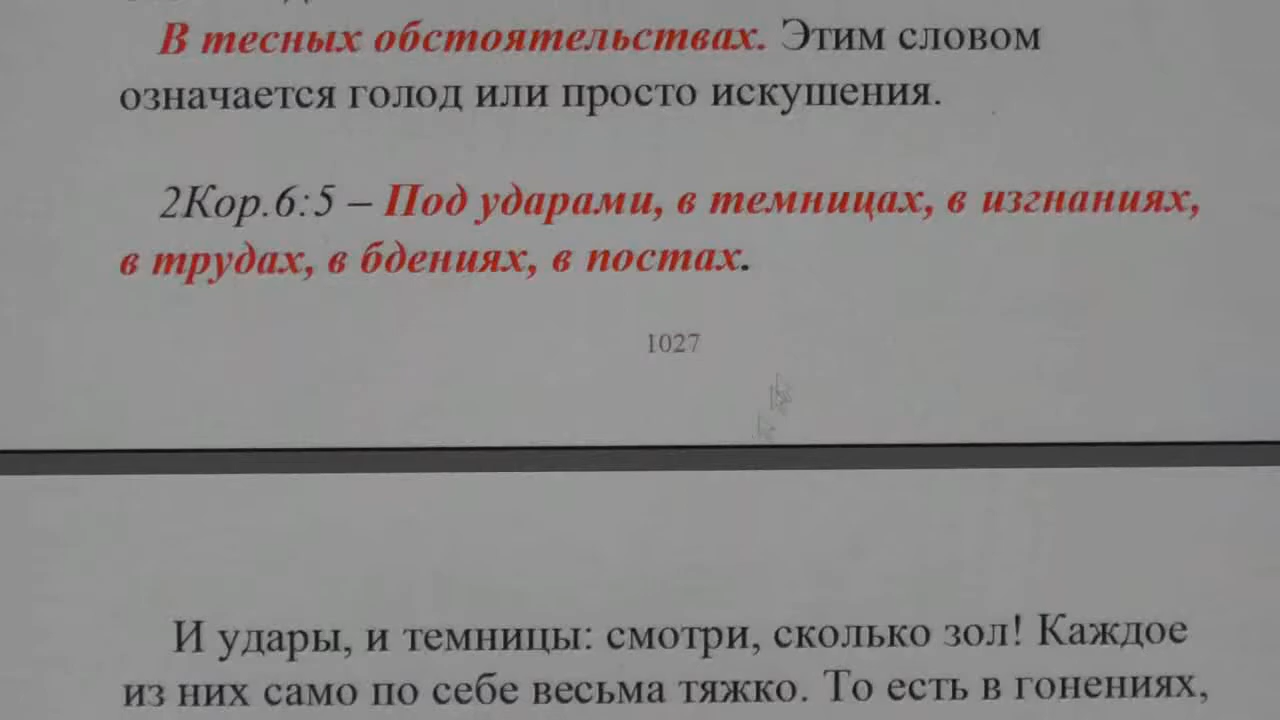 В тесных обстоятельствах. Этим словом
означается голод или просто искушения.
2Кор.6:5 – Под ударами, в темницах, в изгнаниях,
в трудах, в бдениях, в постах.
1027
И удары, и темницы: смотри, сколько зол! Каждое
из них само по себе весьма тяжко. То есть в гонениях,